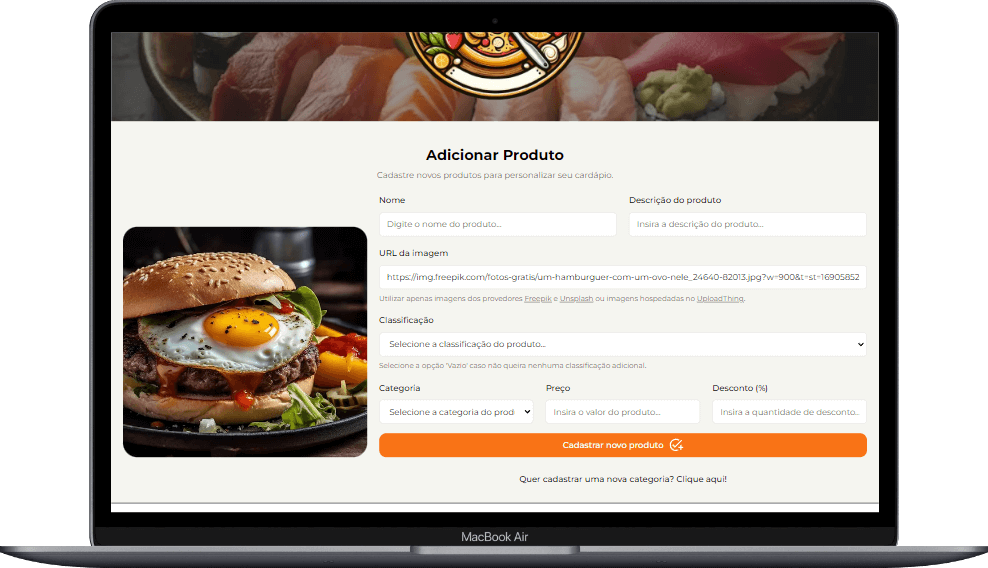 Adicionar Produto
Cadastre novos produtos para personalizar seu cardápio.
Nome
Descrição do produto
Digite o nome do produto...
Insira a descrição do produto...
URL da imagem
https://img.freepik.com/fotos-gratis/um-hamburguer-com-um-ovo-nele_24640-82013.jpg?w=900&t=st=16905852
Utilizar apenas imagens dos provedores Freepik e Unsplash ou imagens hospedadas no UploadThing.
Classificação
Selecione a classificação do produto...
Selecione a opção 'Vazio' caso não queira nenhuma classificação adicional.
Categoria
Preço
Desconto (%)
Selecione a categoria do prod
Insira o valor do produto...
Insira a quantidade de desconto..
Cadastrar novo produto
Quer cadastrar uma nova categoria? Clique aqui!
MacBook Air